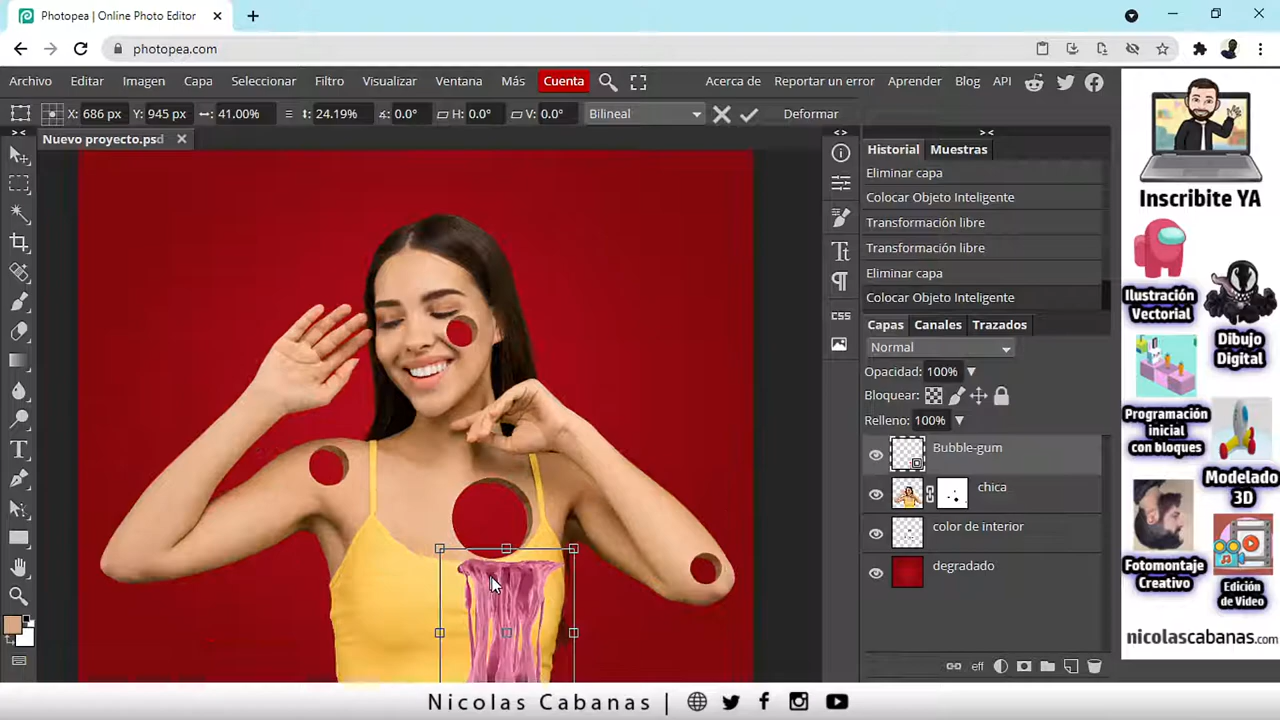 Photopea | Online Photo Editor
photopea.com
Archivo Editar Imagen Capa Seleccionar Filtro Visualizar Ventana Más Cuenta Acerca de Reportar un error Aprender Blog API
X: 686 px Y: 945 px 41.00% 24.19% 0.0° H: 0.0° V: 0.0° Bilineal Deformar
Nuevo proyecto.psd
Historial Muestras
Eliminar capa
Colocar Objeto Inteligente
Transformación libre
Transformación libre
Eliminar capa
Colocar Objeto Inteligente
CSS
Capas Canales Trazados
Normal
Opacidad: 100%
Bloquear:
Relleno: 100%
Bubble-gum
chica
color de interior
degradado
eff
Inscribite YA
Ilustración
Vectorial
Dibujo
Digital
Programación
inicial
con bloques
Modelado
3D
Fotomontaje
Creativo
Edición
de Video
nicolascabanas.com
Nicolas Cabanas |